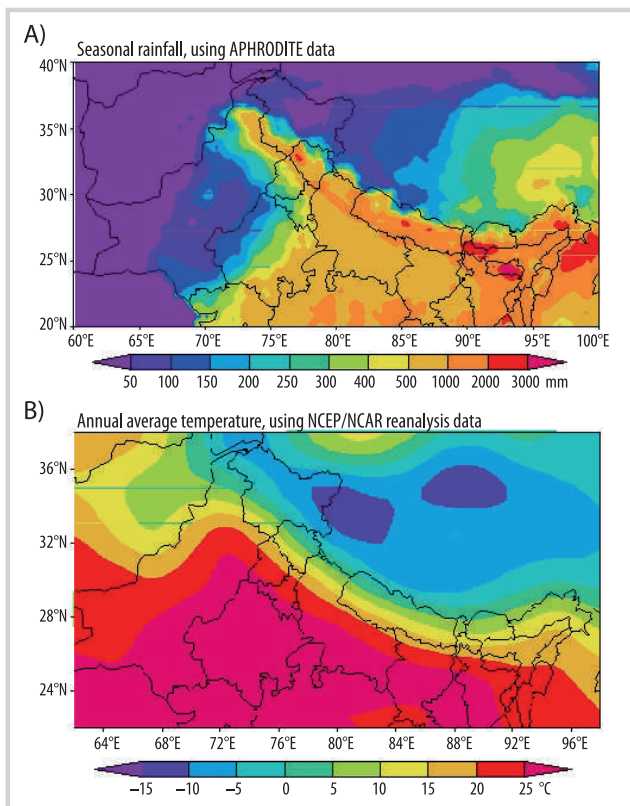 A)
Seasonal rainfall, using APHRODITE data
40°N
35°N
30°N
25°N
20°N
60°E 65°E 70°E 75°E 80°E 85°E 90°E 95°E 100°E
50 100 150 200 250 300 400 500 1000 2000 3000 mm
B)
Annual average temperature, using NCEP/NCAR reanalysis data
36°N
32°N
28°N
24°N
64°E 68°E 72°E 76°E 80°E 84°E 88°E 92°E 96°E
–15 –10 –5 0 5 10 15 20 25 °C